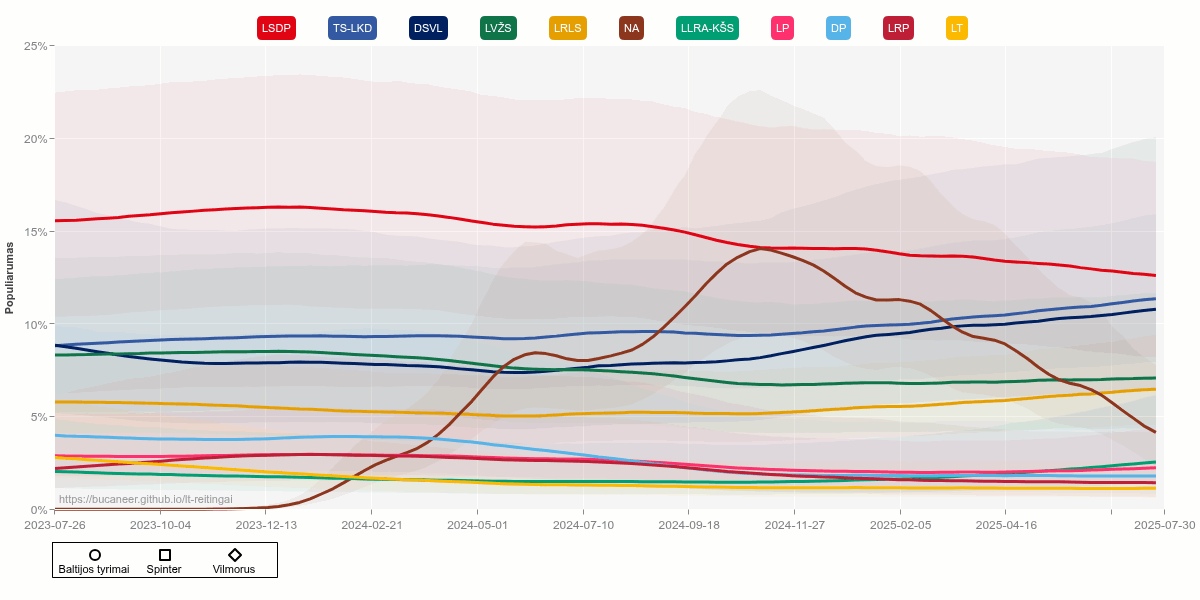 LSDP TS-LKD DSVL LVŽS LRLS NA LLRA-KŠS LP DP LRP LT
25%
20%
15%
10%
5%
0%
Populiarumas
https://bucaneer.github.io/lt-reitingai
2023-07-26 2023-10-04 2023-12-13 2024-02-21 2024-05-01 2024-07-10 2024-09-18 2024-11-27 2025-02-05 2025-04-16 2025-07-30
Baltijos tyrimai Spinter Vilmorus